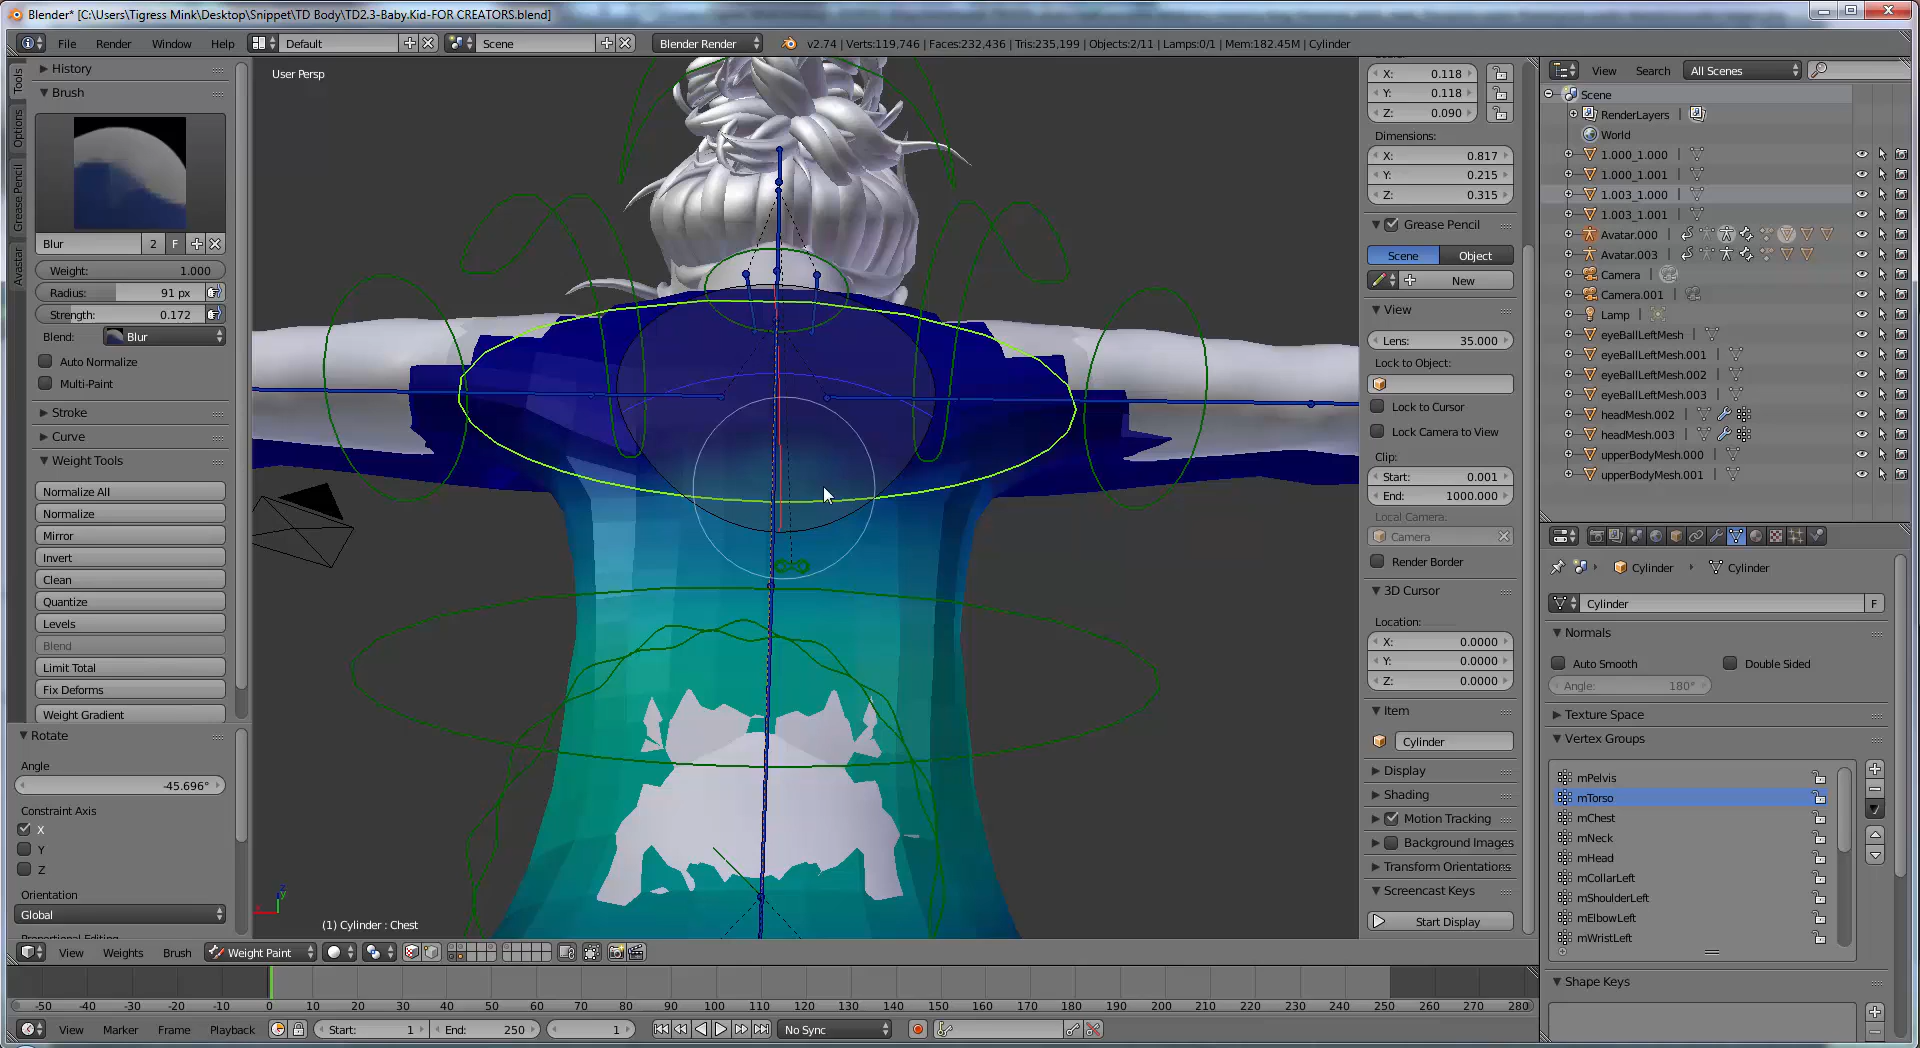 Blender* [C:\Users\Tigress Mink\Desktop\Snippet\TD Body\TD2.3-Baby.Kid-FOR CREATORS.blend]
File Render Window Help Default Scene Blender Render v2.74 | Verts:119,746 | Faces:232,436 | Tris:235,199 | Objects:2/11 | Lamps:0/1 | Mem:182.45M | Cylinder
Tools
Options
Grease Pencil
Avastar
History
Brush
Blur 2 F
Weight: 1.000
Radius: 91 px
Strength: 0.172
Blend: Blur
Auto Normalize
Multi-Paint
Stroke
Curve
Weight Tools
Normalize All
Normalize
Mirror
Invert
Clean
Quantize
Levels
Blend
Limit Total
Fix Deforms
Weight Gradient
Rotate
Angle
-45.696°
Constraint Axis
X
Y
Z
Orientation
Global
User Persp
(1) Cylinder : Chest
X: 0.118
Y: 0.118
Z: 0.090
Dimensions:
X: 0.817
Y: 0.215
Z: 0.315
Grease Pencil
Scene Object
New
View
Lens: 35.000
Lock to Object:
Lock to Cursor
Lock Camera to View
Clip:
Start: 0.001
End: 1000.000
Local Camera:
Camera
Render Border
3D Cursor
Location:
X: 0.0000
Y: 0.0000
Z: 0.0000
Item
Cylinder
Display
Shading
Motion Tracking
Background Images
Transform Orientations
Screencast Keys
Start Display
View Search All Scenes
Scene
RenderLayers
World
1.000_1.000
1.000_1.001
1.003_1.000
1.003_1.001
Avatar.000
Avatar.003
Camera
Camera.001
Lamp
eyeBallLeftMesh
eyeBallLeftMesh.001
eyeBallLeftMesh.002
eyeBallLeftMesh.003
headMesh.002
headMesh.003
upperBodyMesh.000
upperBodyMesh.001
Cylinder Cylinder
Cylinder F
Normals
Auto Smooth Double Sided
Angle: 180°
Texture Space
Vertex Groups
mPelvis
mTorso
mChest
mNeck
mHead
mCollarLeft
mShoulderLeft
mElbowLeft
mWristLeft
Shape Keys
View Weights Brush Weight Paint
-50 -40 -30 -20 -10 0 10 20 30 40 50 60 70 80 90 100 110 120 130 140 150 160 170 180 190 200 210 220 230 240 250 260 270 280
View Marker Frame Playback Start: 1 End: 250 1 No Sync